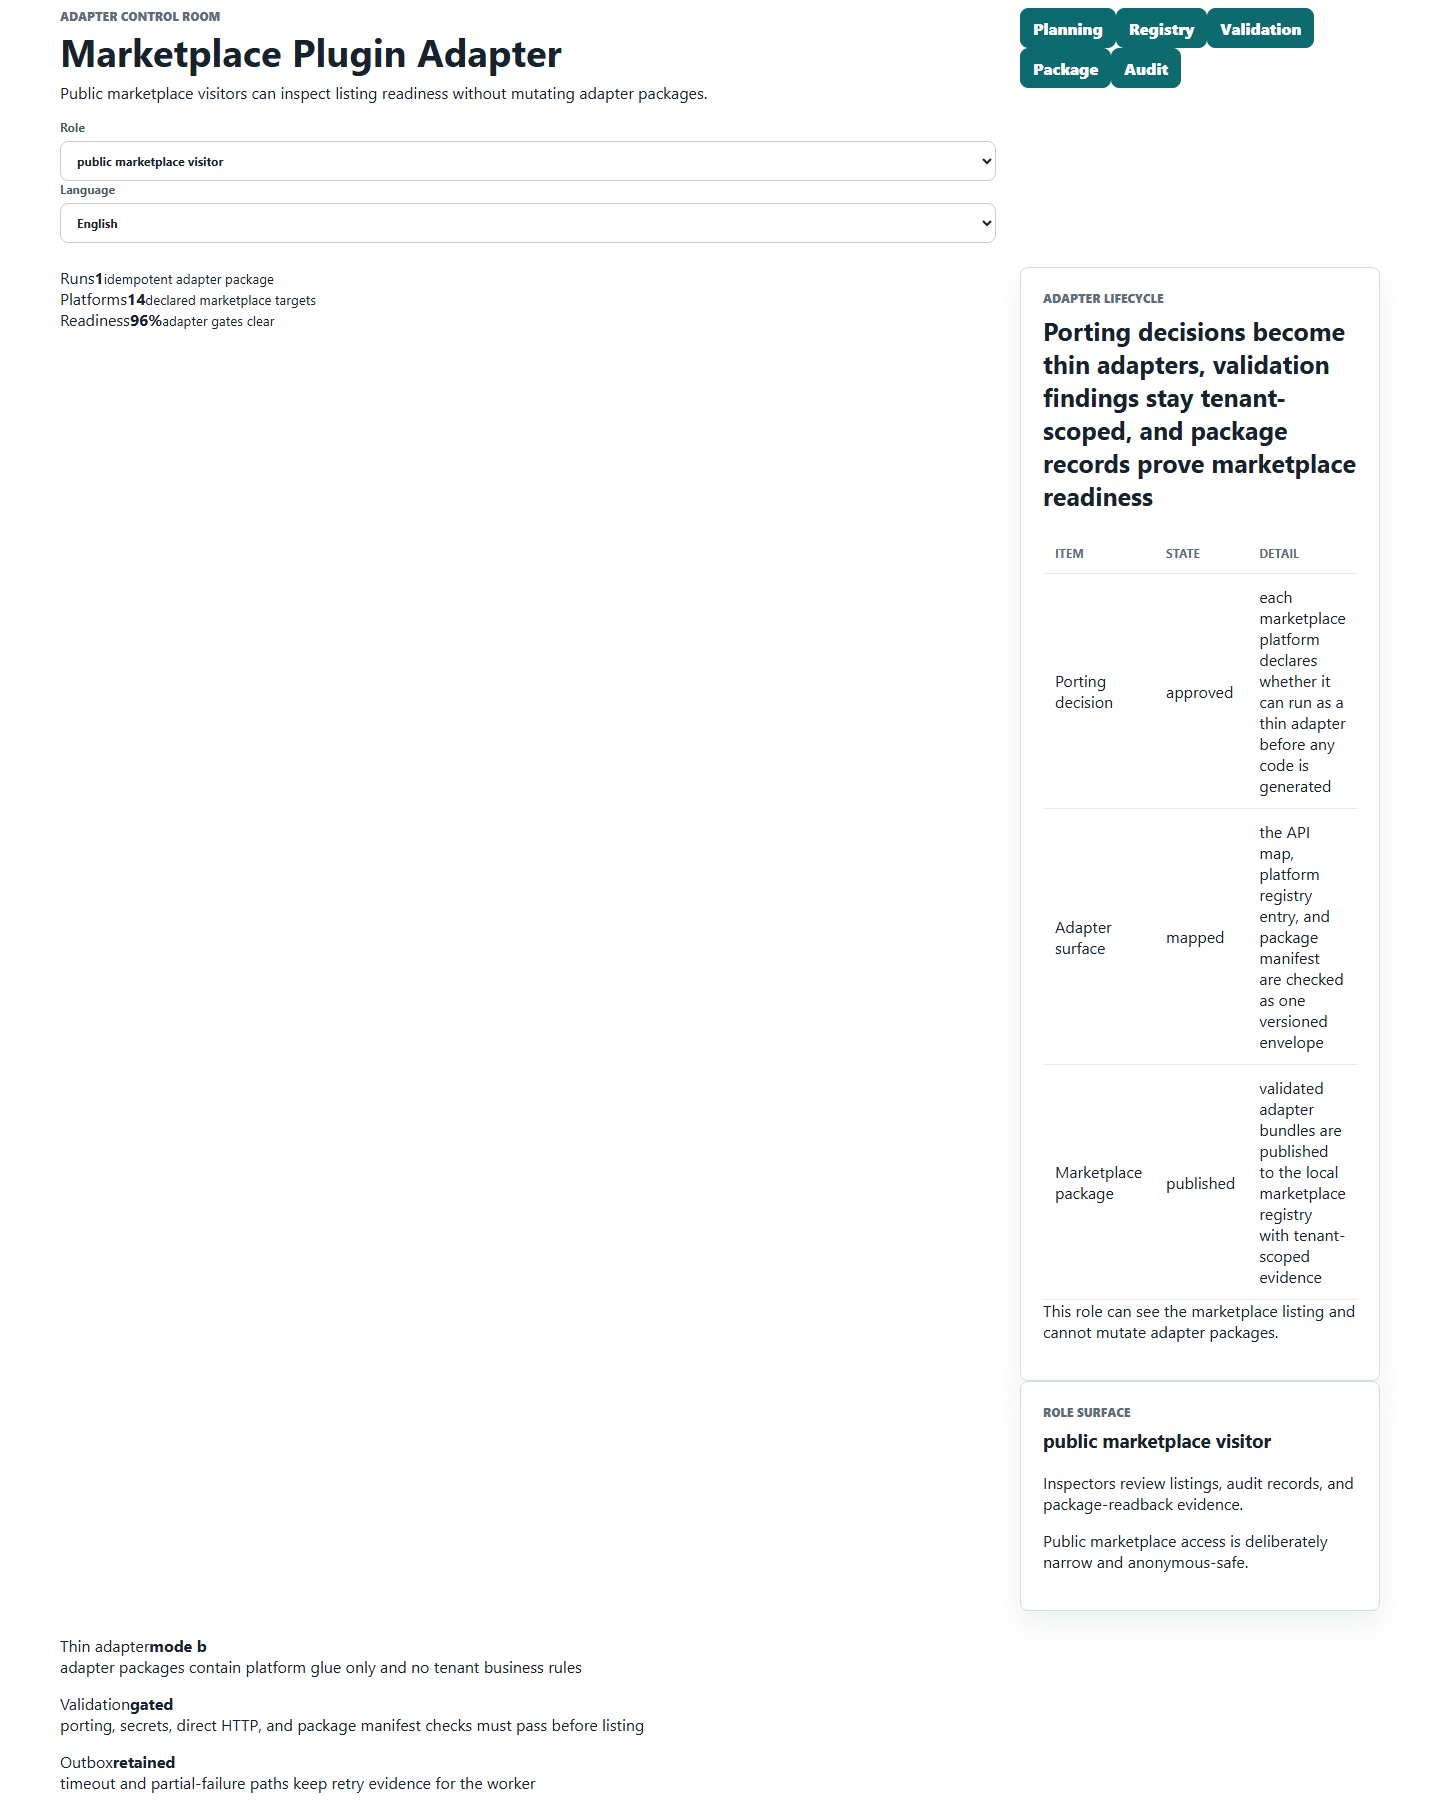 ADAPTER CONTROL ROOM
Marketplace Plugin Adapter
Public marketplace visitors can inspect listing readiness without mutating adapter packages.
Role
public marketplace visitor
Language
English
Planning
Registry
Validation
Package
Audit
Runs1idempotent adapter package
Platforms14declared marketplace targets
Readiness96%adapter gates clear
ADAPTER LIFECYCLE
Porting decisions become
thin adapters, validation
findings stay tenant-
scoped, and package
records prove marketplace
readiness
ITEM STATE DETAIL
Porting
decision
approved
each
marketplace
platform
declares
whether it
can run as a
thin adapter
before any
code is
generated
Adapter
surface
mapped
the API
map,
platform
registry
entry, and
package
manifest
are checked
as one
versioned
envelope
Marketplace
package
published
validated
adapter
bundles are
published
to the local
marketplace
registry
with tenant-
scoped
evidence
This role can see the marketplace listing and
cannot mutate adapter packages.
ROLE SURFACE
public marketplace visitor
Inspectors review listings, audit records, and
package-readback evidence.
Public marketplace access is deliberately
narrow and anonymous-safe.
Thin adaptermode b
adapter packages contain platform glue only and no tenant business rules
Validationgated
porting, secrets, direct HTTP, and package manifest checks must pass before listing
Outboxretained
timeout and partial-failure paths keep retry evidence for the worker